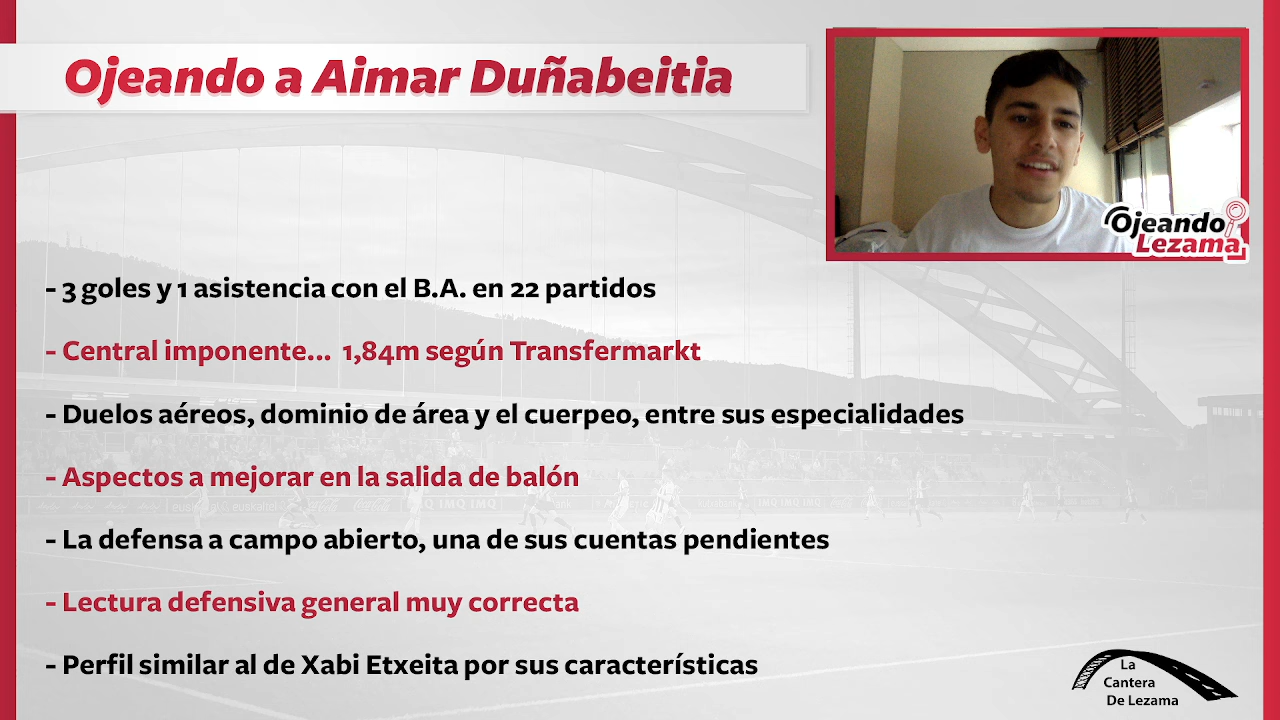 Ojeando a Aimar Duñabeitia
Ojeando
Lezama
- 3 goles y 1 asistencia con el B.A. en 22 partidos
- Central imponente... 1,84m según Transfermarkt
- Duelos aéreos, dominio de área y el cuerpeo, entre sus especialidades
- Aspectos a mejorar en la salida de balón
- La defensa a campo abierto, una de sus cuentas pendientes
- Lectura defensiva general muy correcta
- Perfil similar al de Xabi Etxeita por sus características
La
Cantera
De Lezama